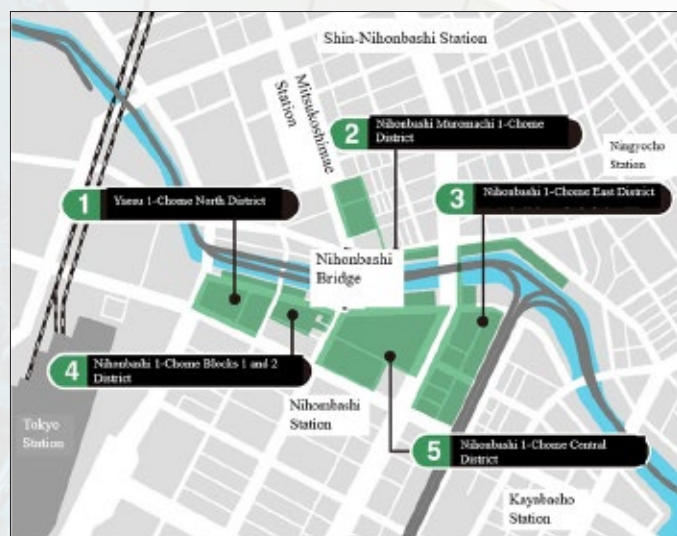 Shin-Nihonbashi Station
Mitsukoshimae
Station
2
Nihonbashi Muromachi 1-Chome
District
Ningyocho
Station
1
Yaesu 1-Chome North District
3
Nihonbashi 1-Chome East District
Nihonbashi
Bridge
4
Nihonbashi 1-Chome Blocks 1 and 2
District
Nihombashi
Station
Tokyo
Station
5
Nihonbashi 1-Chome Central
District
Kayabacho
Station